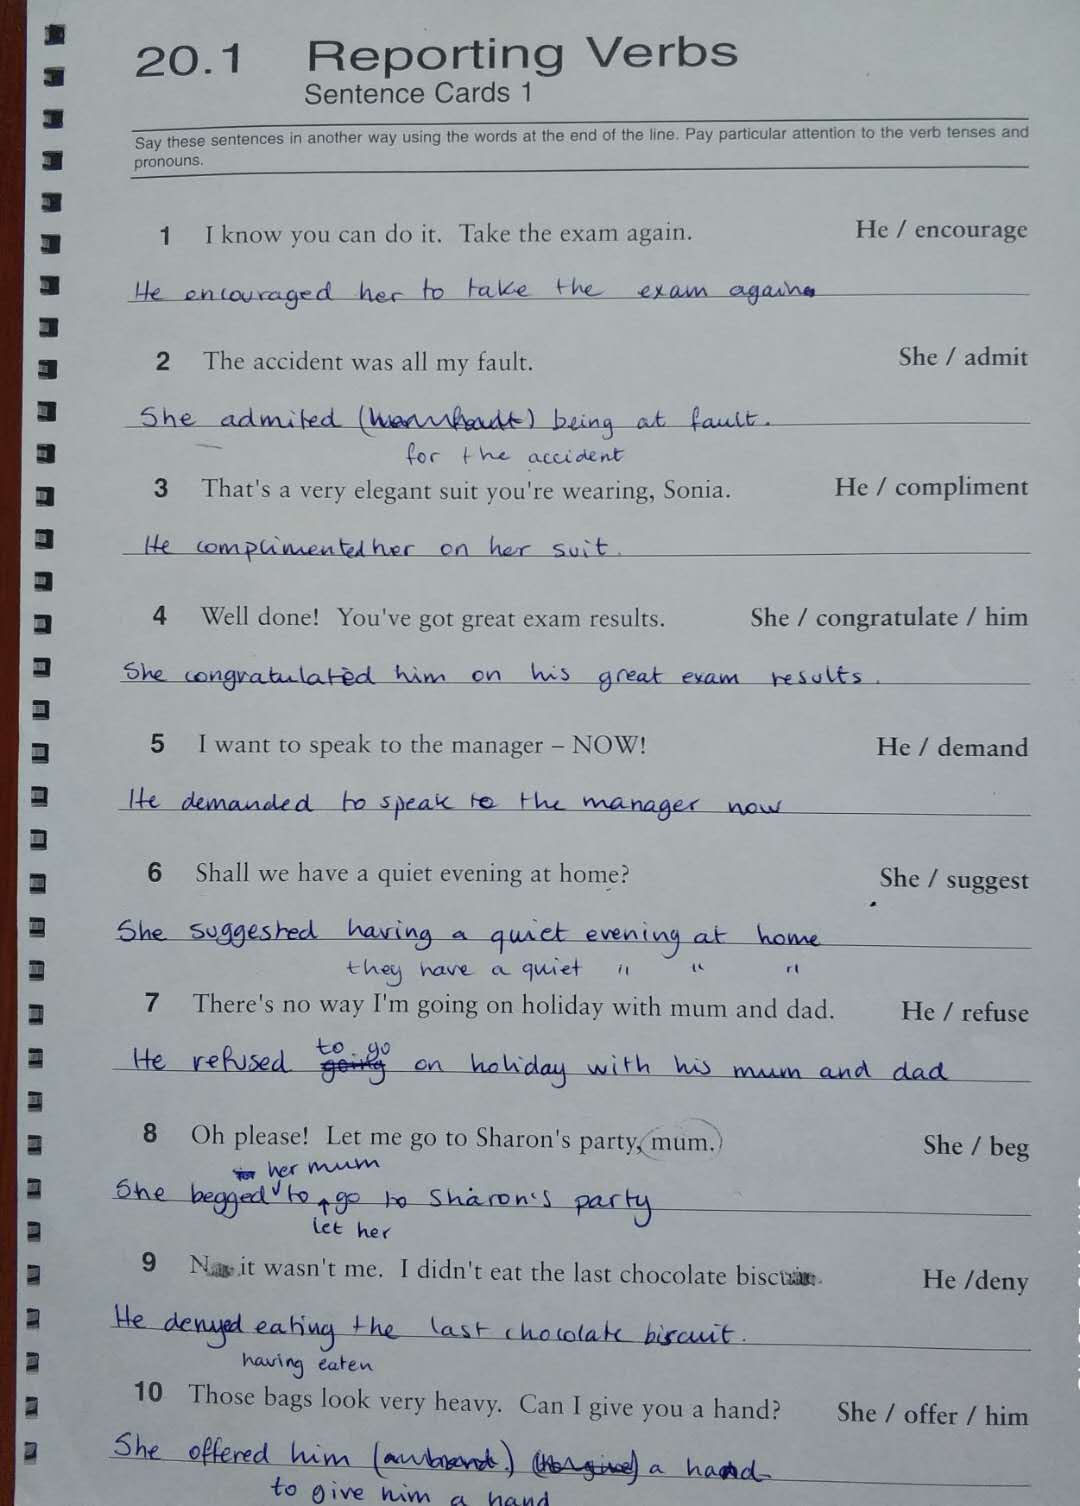 20.1 Reporting Verbs
Sentence Cards 1
Say these sentences in another way using the words at the end of the line. Pay particular attention to the verb tenses and
pronouns.
1 I know you can do it. Take the exam again. He / encourage
He encouraged her to take the exam again.
2 The accident was all my fault. She / admit
She admited ( ) being at fault.
for the accident
3 That's a very elegant suit you're wearing, Sonia. He / compliment
He complimented her on her suit.
4 Well done! You've got great exam results. She / congratulate / him
She congratulated him on his great exam results.
5 I want to speak to the manager – NOW! He / demand
He demanded to speak to the manager now
6 Shall we have a quiet evening at home? She / suggest
She suggested having a quiet evening at home
they have a quiet " " "
7 There's no way I'm going on holiday with mum and dad. He / refuse
to go
He refused going on holiday with his mum and dad
8 Oh please! Let me go to Sharon's party, mum. She / beg
her mum
She begged to go to Sharon's party
let her
9 it wasn't me. I didn't eat the last chocolate He /deny
He denyed eating the last chocolate biscuit.
having eaten
10 Those bags look very heavy. Can I give you a hand? She / offer / him
She offered him ( ) ( ) a hand
to give him a hand